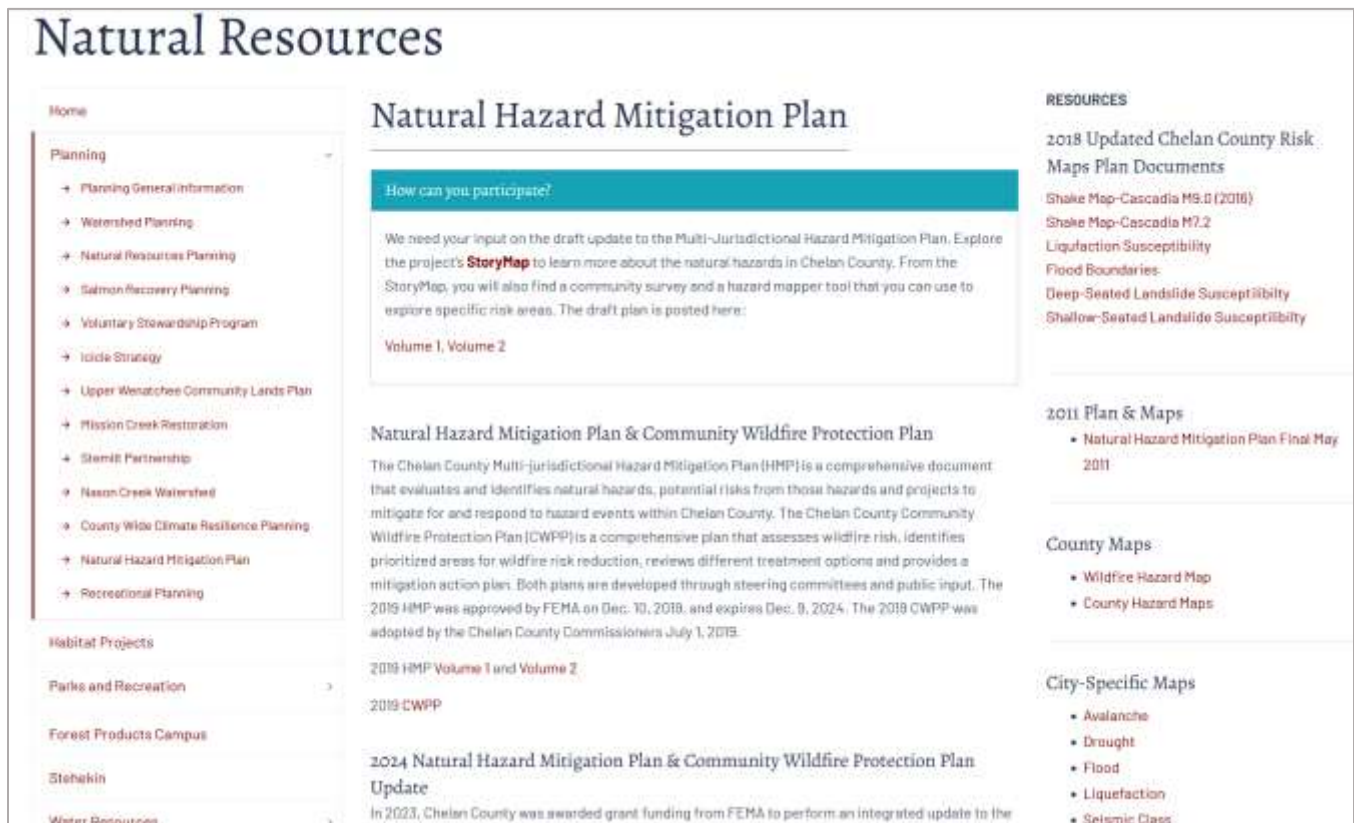 Natural Resources
Home
Planning
Planning General Information
Watershed Planning
Natural Resources Planning
Salmon Recovery Planning
Voluntary Stewardship Program
Icicle Strategy
Upper Wenatchee Community Lands Plan
Mission Creek Restoration
Stemilt Partnership
Nason Creek Watershed
County Wide Climate Resilience Planning
Natural Hazard Mitigation Plan
Recreational Planning
Habitat Projects
Parks and Recreation
Forest Products Campus
Stehekin
Water Resources
Natural Hazard Mitigation Plan
How can you participate?
We need your input on the draft update to the Multi-Jurisdictional Hazard Mitigation Plan. Explore
the project's StoryMap to learn more about the natural hazards in Chelan County. From the
StoryMap, you will also find a community survey and a hazard mapper tool that you can use to
explore specific risk areas. The draft plan is posted here:
Volume 1, Volume 2
Natural Hazard Mitigation Plan & Community Wildfire Protection Plan
The Chelan County Multi-jurisdictional Hazard Mitigation Plan (HMP) is a comprehensive document
that evaluates and identifies natural hazards, potential risks from those hazards and projects to
mitigate for and respond to hazard events within Chelan County. The Chelan County Community
Wildfire Protection Plan (CWPP) is a comprehensive plan that assesses wildfire risk, identifies
prioritized areas for wildfire risk reduction, reviews different treatment options and provides a
mitigation action plan. Both plans are developed through steering committees and public input. The
2019 HMP was approved by FEMA on Dec. 10, 2019, and expires Dec. 9, 2024. The 2019 CWPP was
adopted by the Chelan County Commissioners July 1, 2019.
2019 HMP Volume 1 and Volume 2
2019 CWPP
2024 Natural Hazard Mitigation Plan & Community Wildfire Protection Plan
Update
In 2023, Chelan County was awarded grant funding from FEMA to perform an integrated update to the
RESOURCES
2018 Updated Chelan County Risk
Maps Plan Documents
Shake Map-Cascadia M9.0 (2016)
Shake Map-Cascadia M7.2
Liqufaction Susceptibility
Flood Boundaries
Deep-Seated Landslide Susceptilibilty
Shallow-Seated Landslide Susceptilibilty
2011 Plan & Maps
Natural Hazard Mitigation Plan Final May
2011
County Maps
Wildfire Hazard Map
County Hazard Maps
City-Specific Maps
Avalanche
Drought
Flood
Liquefaction
Seismic Class